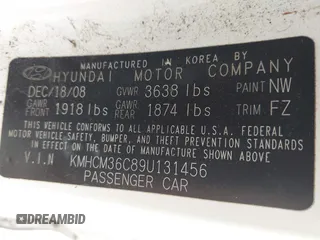 MANUFACTURED IN KOREA BY
HYUNDAI MOTOR COMPANY
DEC/18/08 GVWR 3638 lbs PAINT NW
GAWR FRONT 1918 lbs GAWR REAR 1874 lbs TRIM FZ
THIS VEHICLE CONFORMS TO ALL APPLICABLE U.S. FEDERAL
MOTOR-VEHICLE-SAFETY, BUMPER, AND THEFT PREVENTION
STANDARDS IN EFFECT ON THE DATE OF MANUFACTURE SHOWN ABOVE.
V.I.N KMHCM36C89U131456
PASSENGER CAR
CARBID DISCOVERED